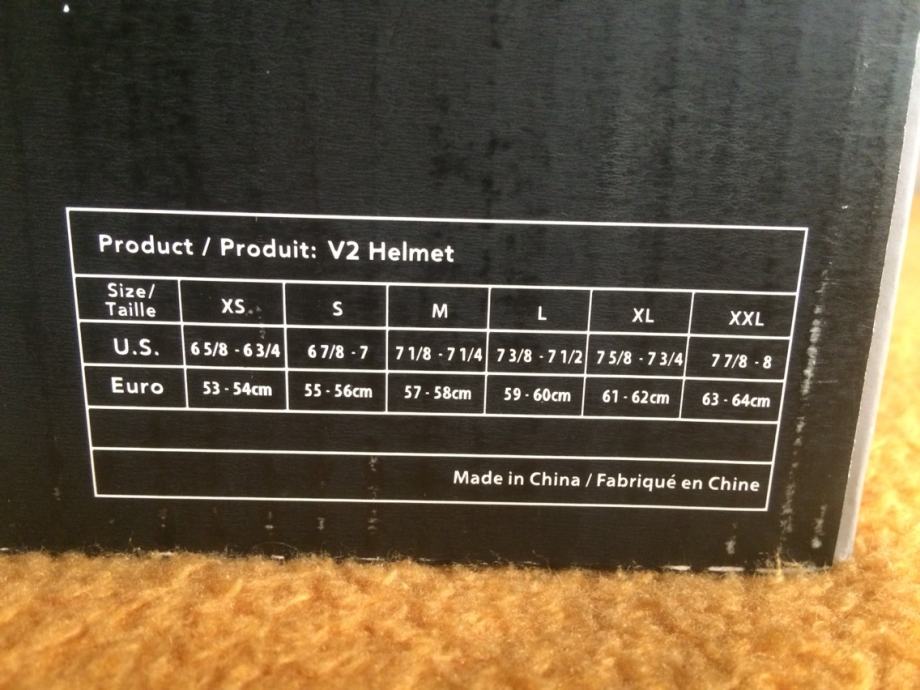 Product / Produit: V2 Helmet
Size/ Taille XS S M L XL XXL
U.S. 6 5/8 - 6 3/4 6 7/8 - 7 7 1/8 - 7 1/4 7 3/8 - 7 1/2 7 5/8 - 7 3/4 7 7/8 - 8
Euro 53 - 54cm 55 - 56cm 57 - 58cm 59 - 60cm 61 - 62cm 63 - 64cm
Made in China / Fabriqué en Chine